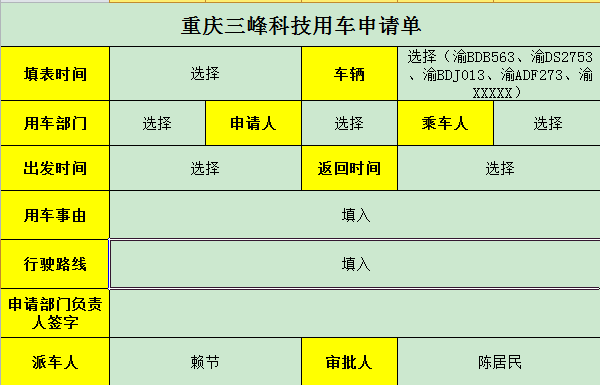 重庆三峰科技用车申请单
填表时间 选择 车辆 选择（渝BDB563、渝DS2753
、渝BDJ013、渝ADF273、渝
XXXXX）
用车部门 选择 申请人 选择 乘车人 选择
出发时间 选择 返回时间 选择
用车事由 填入
行驶路线 填入
申请部门负责
人签字
派车人 赖节 审批人 陈居民